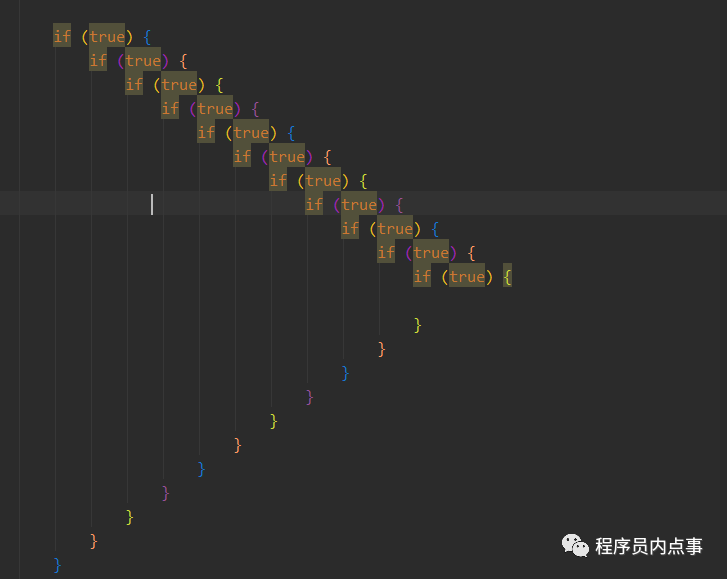 if (true) {
if (true) {
if (true) {
if (true) {
if (true) {
if (true) {
if (true) {
if (true) {
if (true) {
if (true) {
if (true) {
}
}
}
}
}
}
}
}
}
}
}
程序员内点事